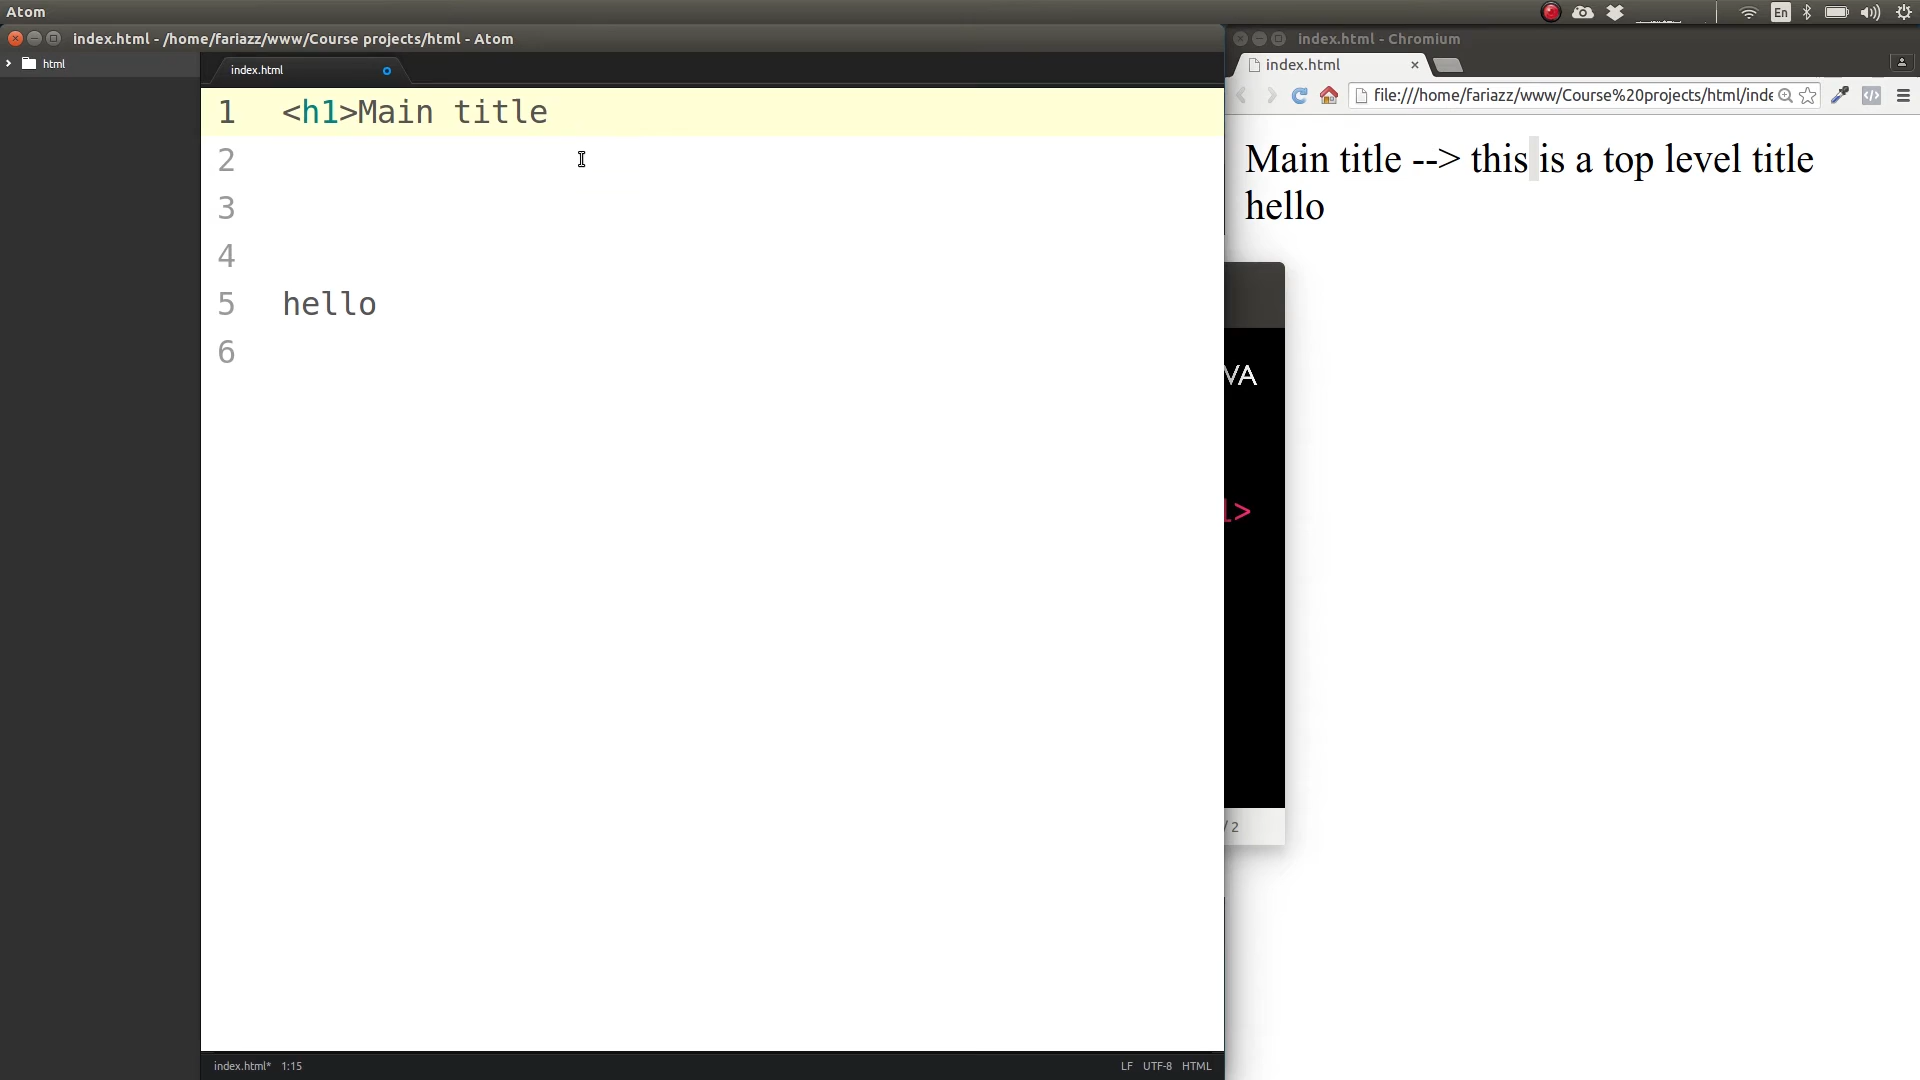 Atom
En
index.html - /home/fariazz/www/Course projects/html - Atom
index.html - Chromium
html
index.html
index.html
file:///home/fariazz/www/Course%20projects/html/inde
1 <h1>Main title
2
3
4
5 hello
6
Main title --> this is a top level title
hello
VA
1>
/ 2
index.html* 1:15
LF UTF-8 HTML